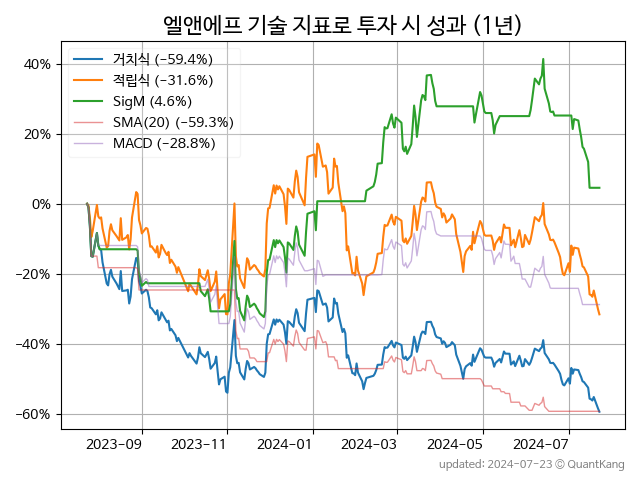 엘앤에프 기술 지표로 투자 시 성과 (1년)
거치식 (−59.4%)
적립식 (−31.6%)
SigM (4.6%)
SMA(20) (−59.3%)
MACD (−28.8%)
40%
20%
0%
−20%
−40%
−60%
2023-09 2023-11 2024-01 2024-03 2024-05 2024-07
updated: 2024-07-23 © QuantKang